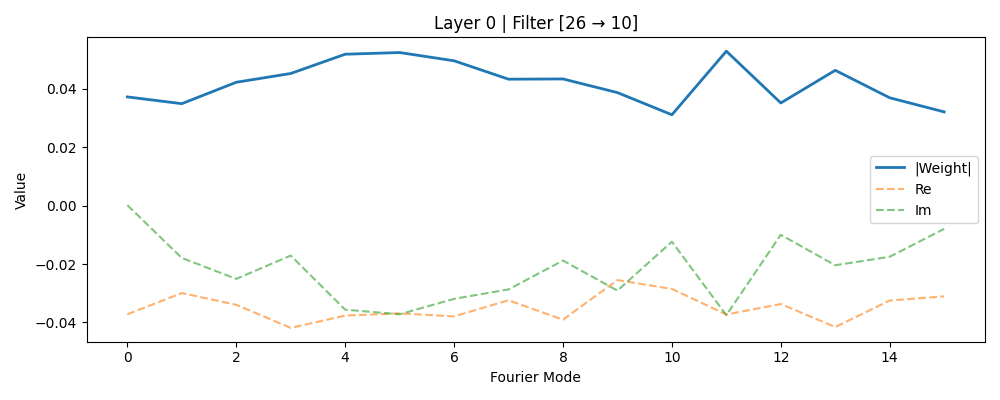 Layer 0 | Filter [26 → 10]
Value
0.04
0.02
0.00
−0.02
−0.04
|Weight|
Re
Im
0 2 4 6 8 10 12 14
Fourier Mode